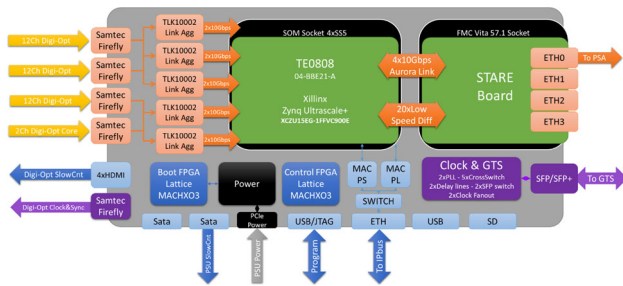 12Ch Digi-Opt
12Ch Digi-Opt
12Ch Digi-Opt
2Ch Digi-Opt Core
Samtec
Firefly
Samtec
Firefly
Samtec
Firefly
Samtec
Firefly
TLK10002
Link Agg
2x10Gbps
TLK10002
Link Agg
2x10Gbps
TLK10002
Link Agg
2x10Gbps
TLK10002
Link Agg
2x10Gbps
TLK10002
Link Agg
2x10Gbps
SOM Socket 4xSS5
TE0808
04-BBE21-A
Xillinx
Zynq Ultrascale+
XCZU15EG-1FFVC900E
4x10Gbps
Aurora Link
20xLow
Speed Diff
FMC Vita 57.1 Socket
STARE
Board
ETH0
ETH1
ETH2
ETH3
To PSA
Digi-Opt SlowCnt
4xHDMI
Digi-Opt Clock&Sync
Samtec
Firefly
Boot FPGA
Lattice
MACHXO3
Power
PCIe
Power
Control FPGA
Lattice
MACHXO3
MAC
PS
MAC
PL
SWITCH
Clock & GTS
2xPLL - 5xCrossSwitch
2xDelay lines - 2xSFP switch
2xClock Fanout
SFP/SFP+
To GTS
Sata
Sata
USB/JTAG
ETH
USB
SD
PSU SlowCnt
PSU Power
Program
To IPbus